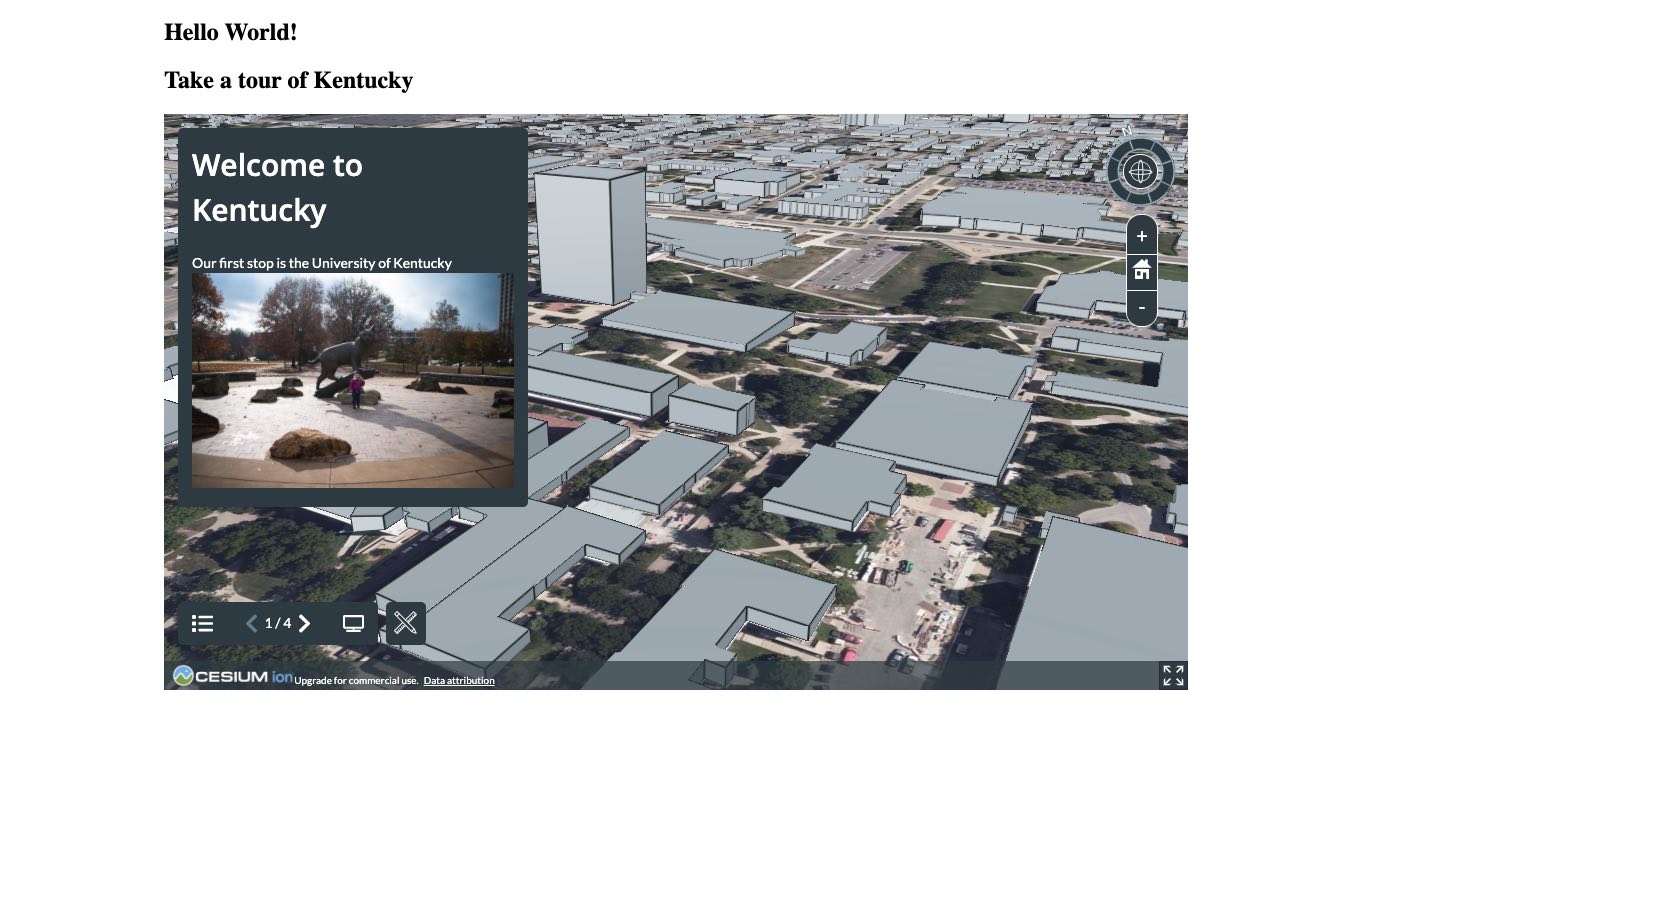 Hello World!
Take a tour of Kentucky
Welcome to
Kentucky
Our first stop is the University of Kentucky
N
+
-
1 / 4
CESIUM ion Upgrade for commercial use. Data attribution